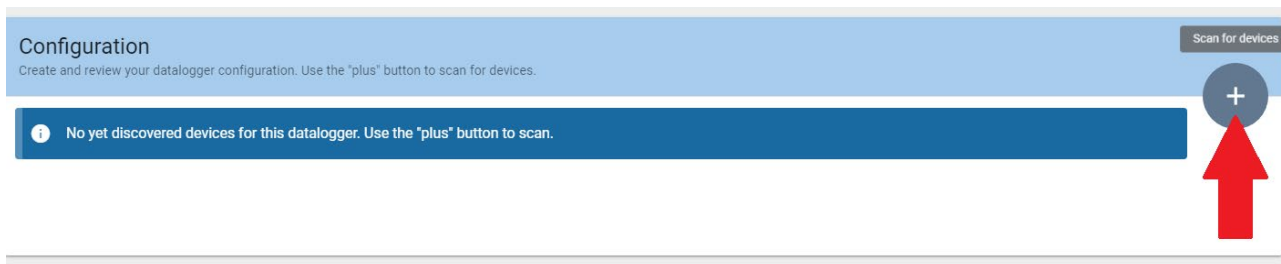 Configuration
Scan for devices
Create and review your datalogger configuration. Use the "plus" button to scan for devices.
No yet discovered devices for this datalogger. Use the "plus" button to scan.